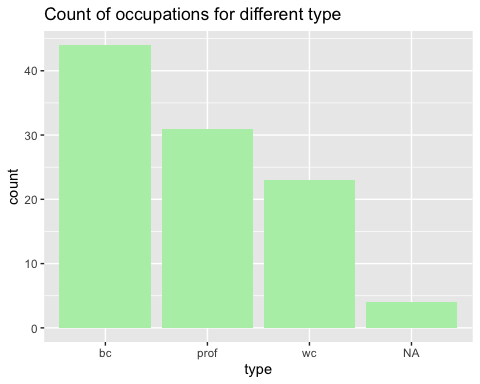 Count of occupations for different type
count
40
30
20
10
0
bc prof wc NA
type